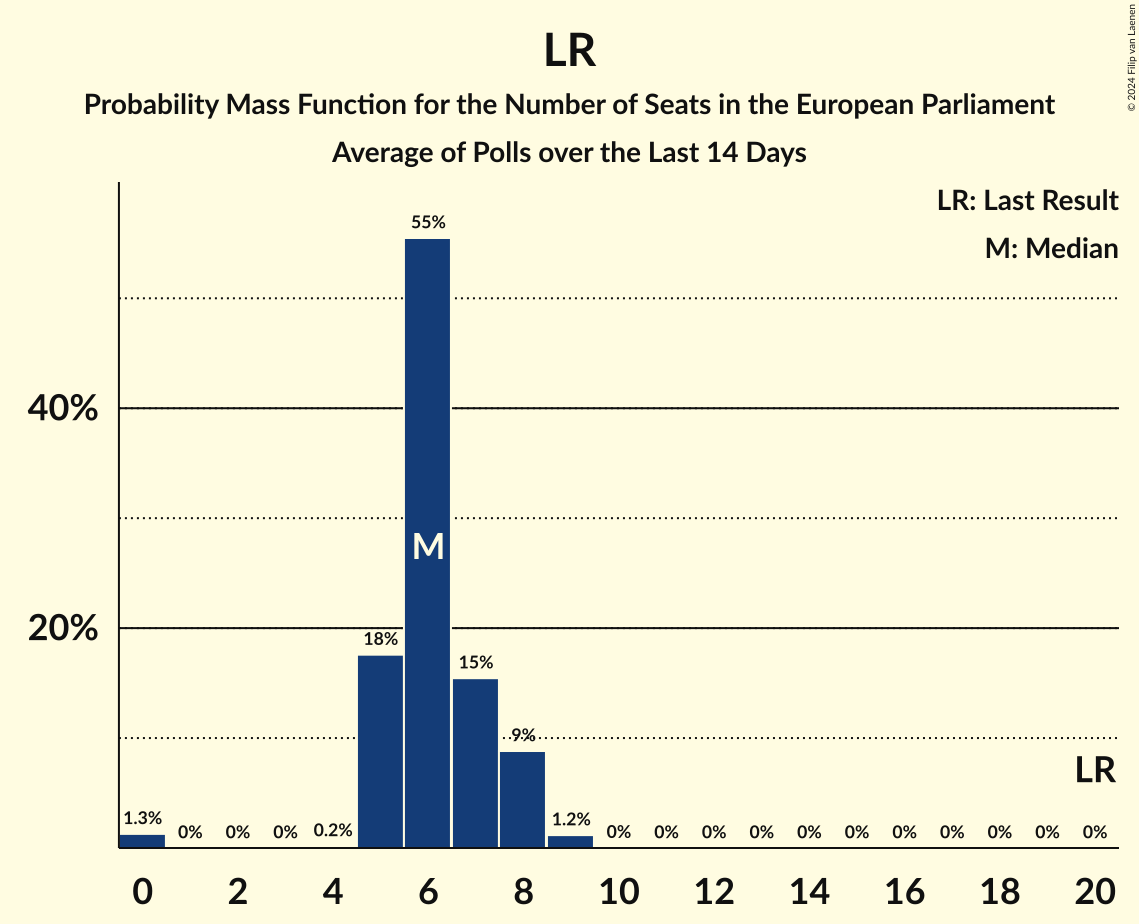 LR
Probability Mass Function for the Number of Seats in the European Parliament
Average of Polls over the Last 14 Days
© 2024 Filip van Laenen
LR: Last Result
M: Median
55%
40%
M
20%
18%
15%
9%
LR
1.3%
0%
0%
0%
0.2%
1.2%
0%
0%
0%
0%
0%
0%
0%
0%
0%
0%
0%
0 2 4 6 8 10 12 14 16 18 20